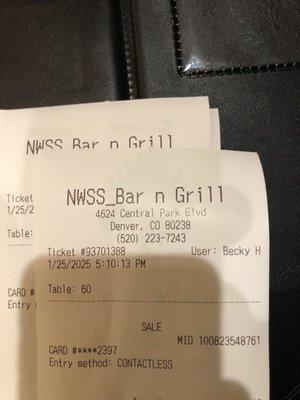 NWSS_Bar n Grill
Ticket
1/25/2
Table:
CARD #
Entry m
NWSS_Bar n Grill
4624 Central Park Blvd
Denver, CO 80238
(520) 223-7243
Ticket #93701388 User: Becky H
1/25/2025 5:10:13 PM
Table: 60
SALE
MID 100823548761
CARD #****2397
Entry method: CONTACTLESS